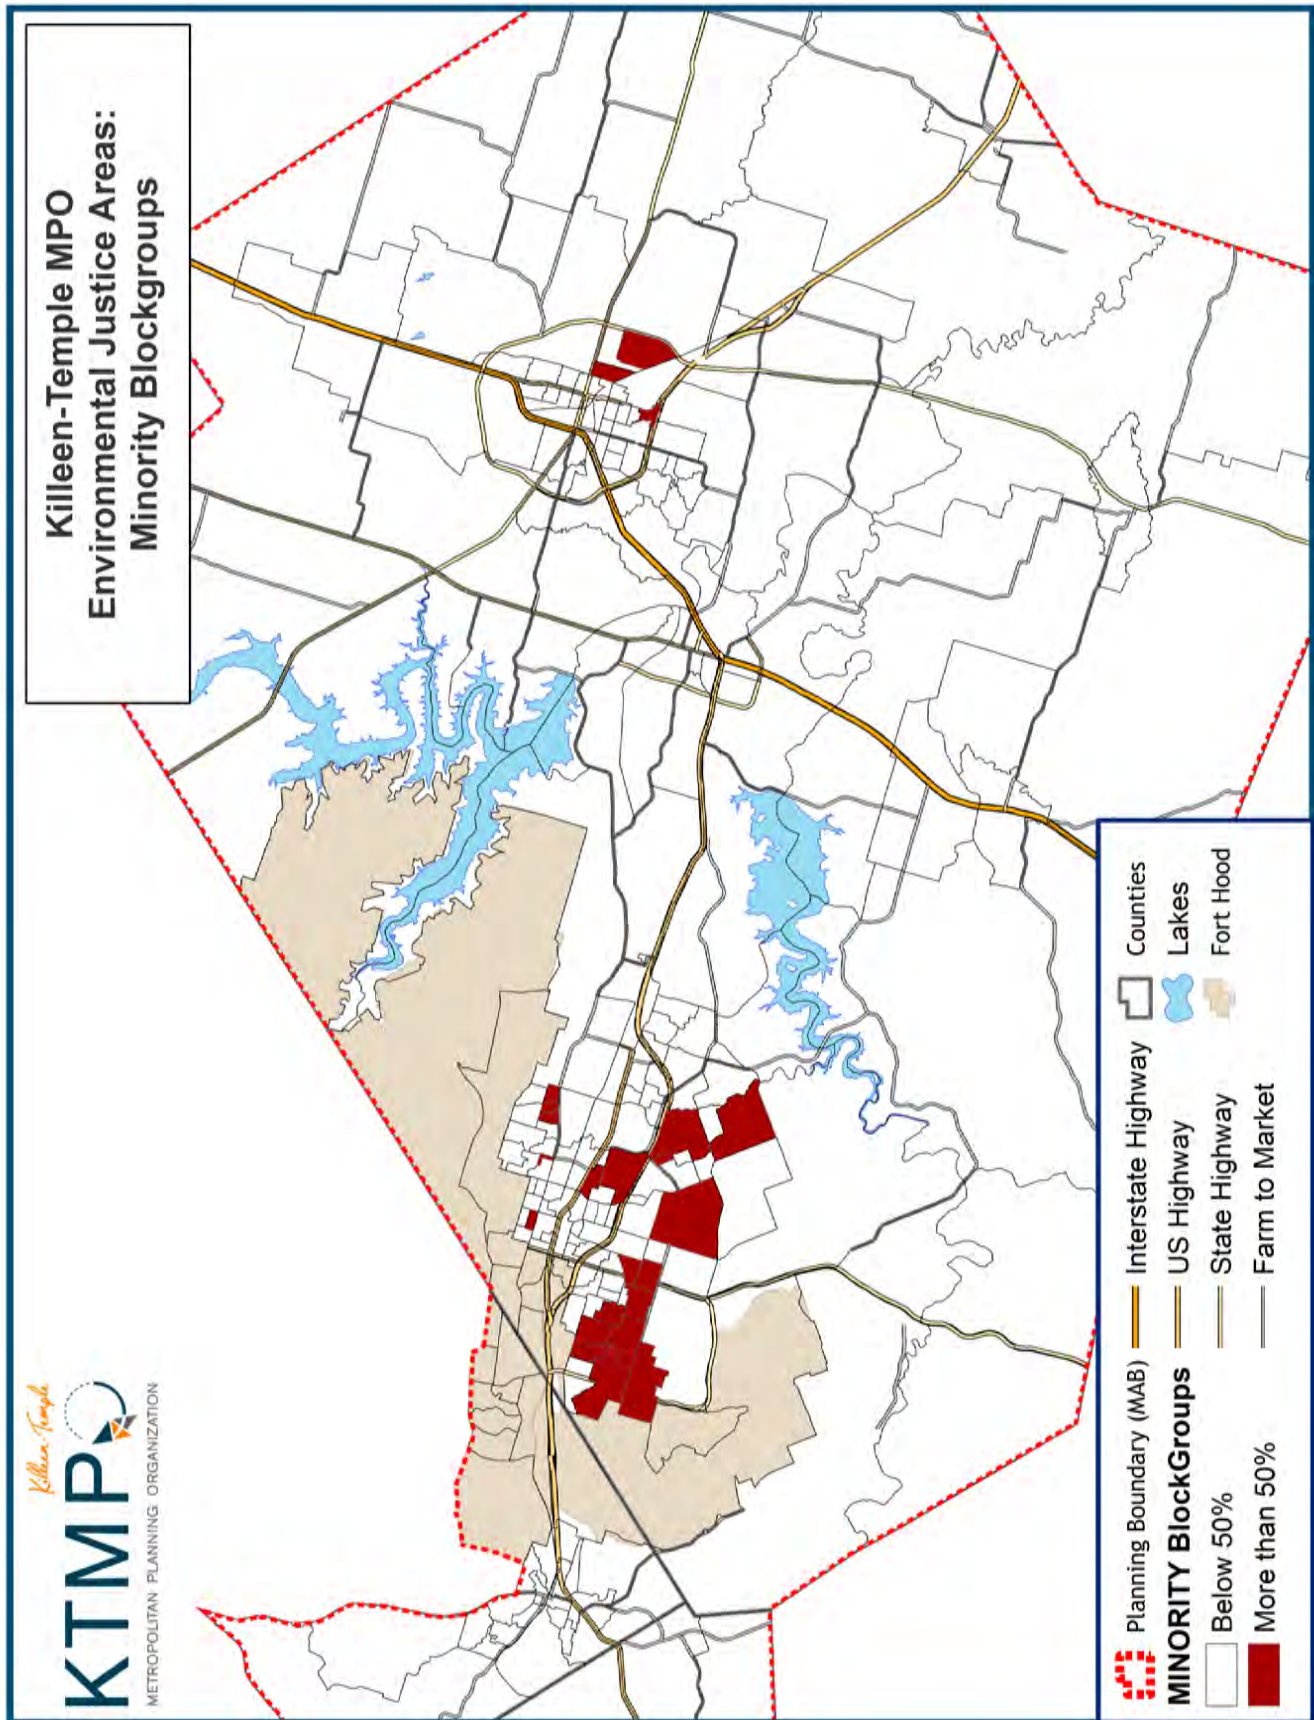 Killeen-Temple MPO
Environmental Justice Areas:
Minority Blockgroups
Killeen-Temple
KTMPO
METROPOLITAN PLANNING ORGANIZATION
Planning Boundary (MAB)
MINORITY BlockGroups
Below 50%
More than 50%
Interstate Highway
US Highway
State Highway
Farm to Market
Counties
Lakes
Fort Hood